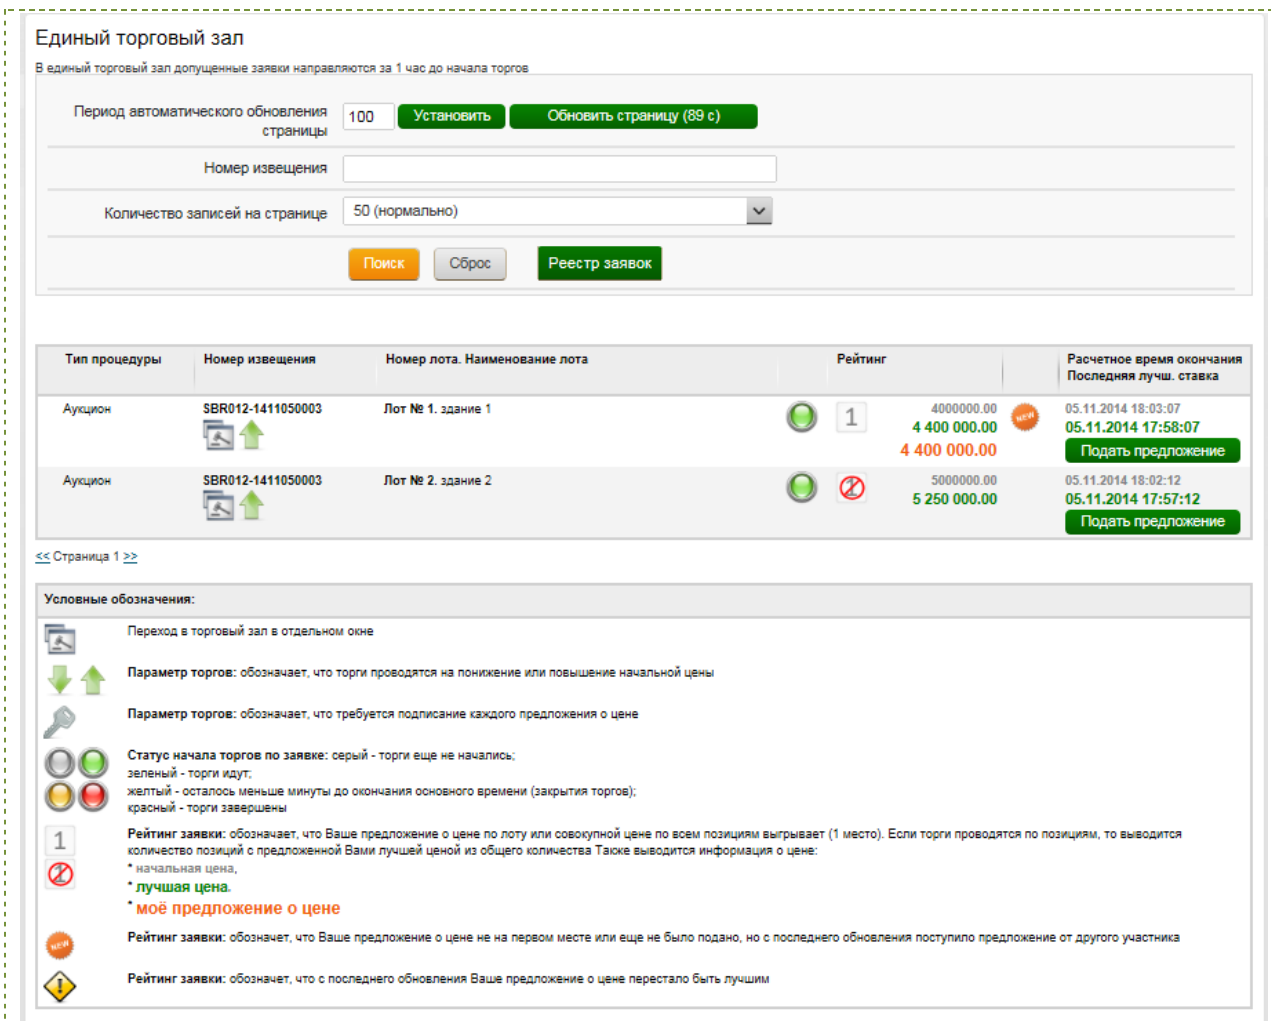 Единый торговый зал
В единый торговый зал допущенные заявки направляются за 1 час до начала торгов
Период автоматического обновления
страницы
100 Установить Обновить страницу (89 с)
Номер извещения
Количество записей на странице 50 (нормально)
Поиск Сброс Реестр заявок
Тип процедуры Номер извещения Номер лота. Наименование лота Рейтинг Расчетное время окончания
Последняя лучш. ставка
Аукцион SBR012-1411050003 Лот № 1. здание 1 1 4000000.00 NEW 05.11.2014 18:03:07
4 400 000.00 05.11.2014 17:58:07
4 400 000.00 Подать предложение
Аукцион SBR012-1411050003 Лот № 2. здание 2 1 5000000.00 05.11.2014 18:02:12
5 250 000.00 05.11.2014 17:57:12
Подать предложение
<< Страница 1 >>
Условные обозначения:
Переход в торговый зал в отдельном окне
Параметр торгов: обозначает, что торги проводятся на понижение или повышение начальной цены
Параметр торгов: обозначает, что требуется подписание каждого предложения о цене
Статус начала торгов по заявке: серый - торги еще не начались;
зеленый - торги идут;
желтый - осталось меньше минуты до окончания основного времени (закрытия торгов);
красный - торги завершены
1 Рейтинг заявки: обозначает, что Ваше предложение о цене по лоту или совокупной цене по всем позициям выгрывает (1 место). Если торги проводятся по позициям, то выводится
количество позиций с предложенной Вами лучшей ценой из общего количества Также выводится информация о цене:
1 * начальная цена,
* лучшая цена.
* моё предложение о цене
NEW Рейтинг заявки: обозначет, что Ваше предложение о цене не на первом месте или еще не было подано, но с последнего обновления поступило предложение от другого участника
! Рейтинг заявки: обозначет, что с последнего обновления Ваше предложение о цене перестало быть лучшим